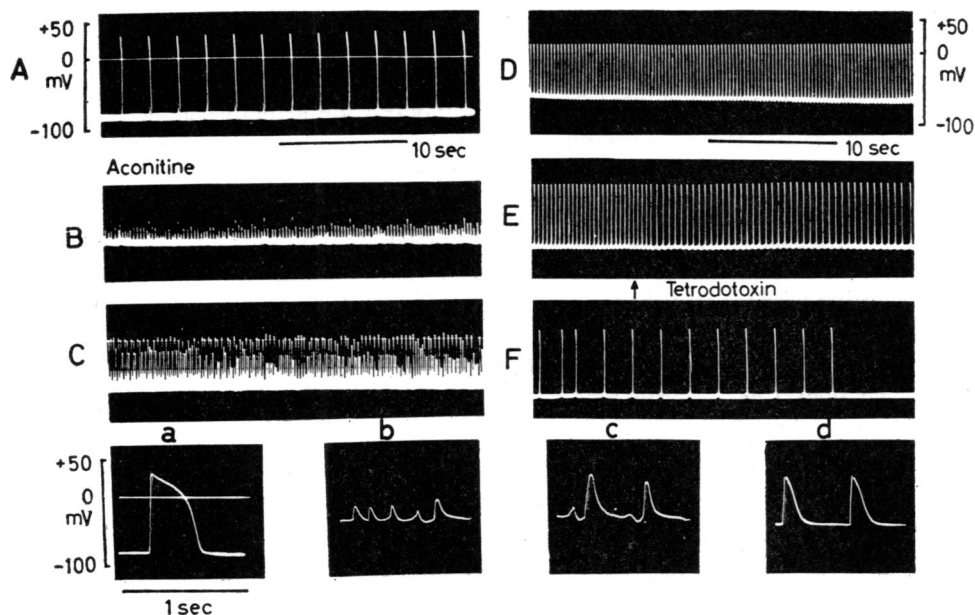 +50
A
0
mV
-100
10 sec
D
+50
0
mV
-100
10 sec
Aconitine
B
E
Tetrodotoxin
C
F
a
b
c
d
+50
0
mV
-100
1 sec